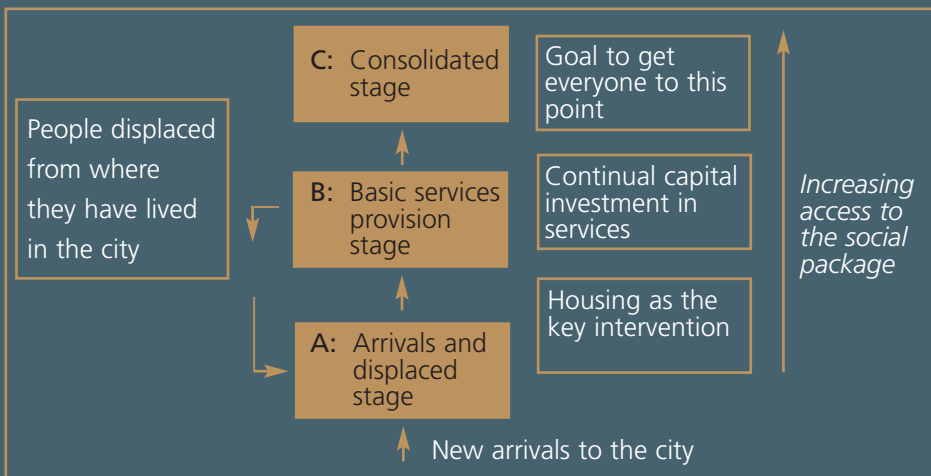 C: Consolidated
stage
Goal to get
everyone to this
point
People displaced
from where
they have lived
in the city
B: Basic services
provision
stage
Continual capital
investment in
services
Increasing
access to
the social
package
A: Arrivals and
displaced
stage
Housing as the
key intervention
New arrivals to the city